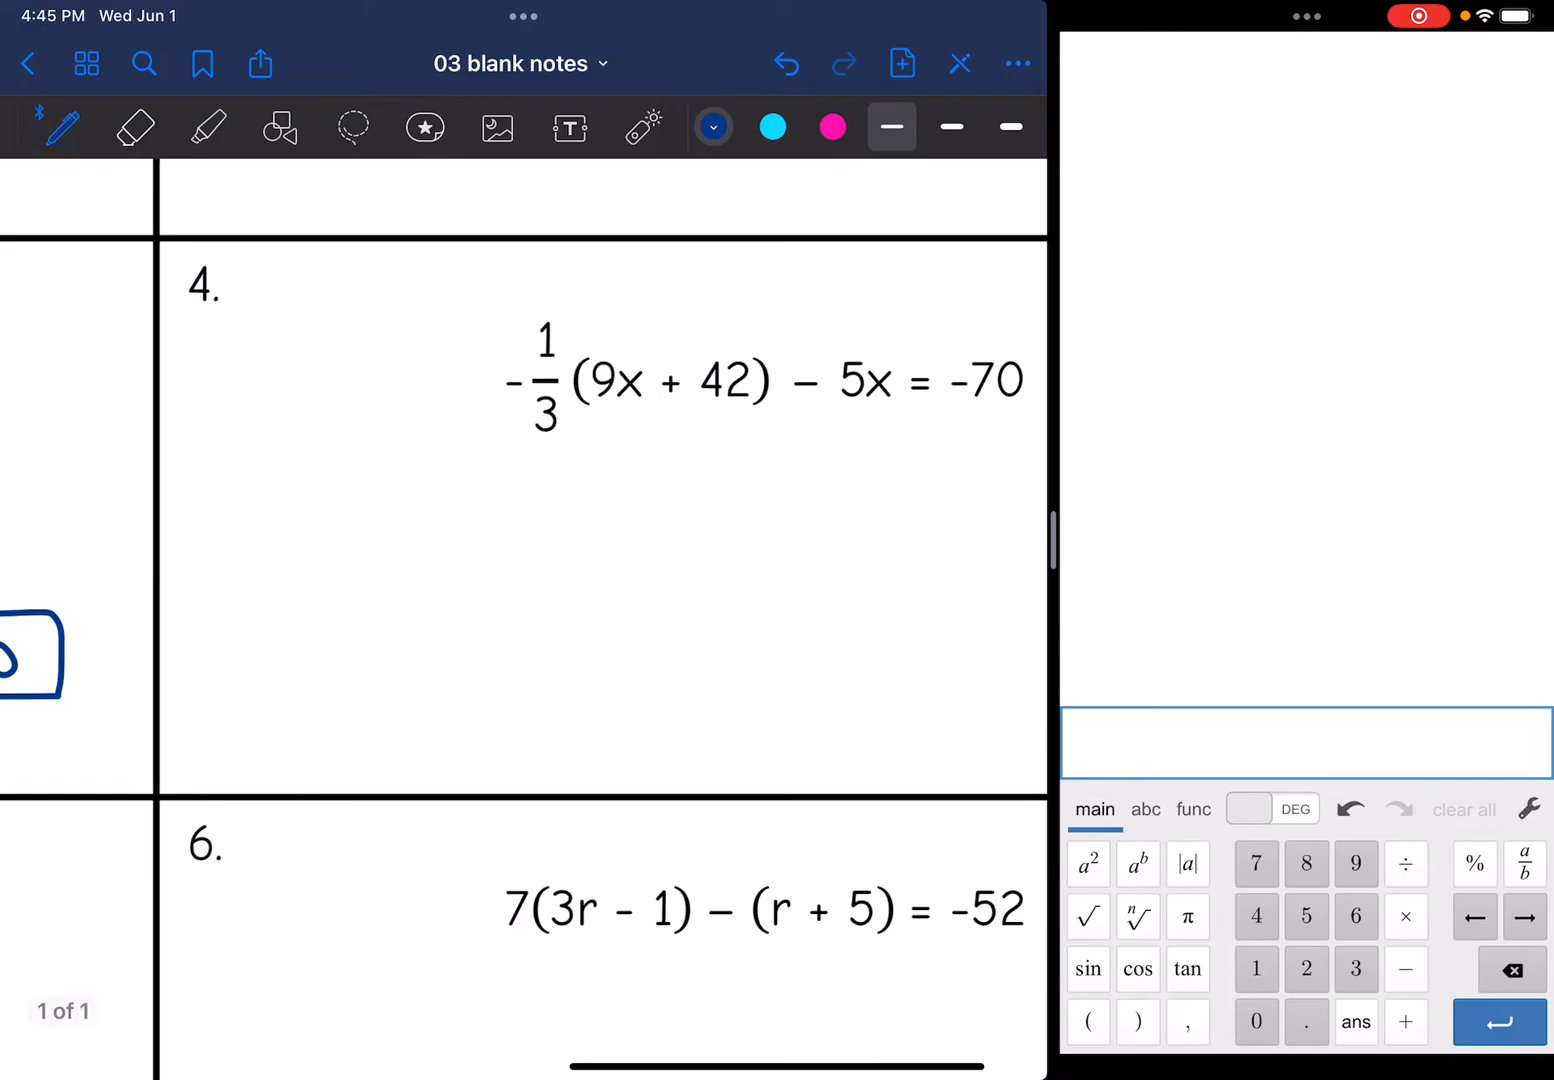 4:45 PM Wed Jun 1
03 blank notes
T
4.
-1/3(9x + 42) – 5x = -70
6.
7(3r - 1) – (r + 5) = -52
1 of 1
main abc func DEG clear all
a² aᵇ |a| 7 8 9 ÷ % a/b
√ ⁿ√ π 4 5 6 × ← →
sin cos tan 1 2 3 −
( ) , 0 . ans +